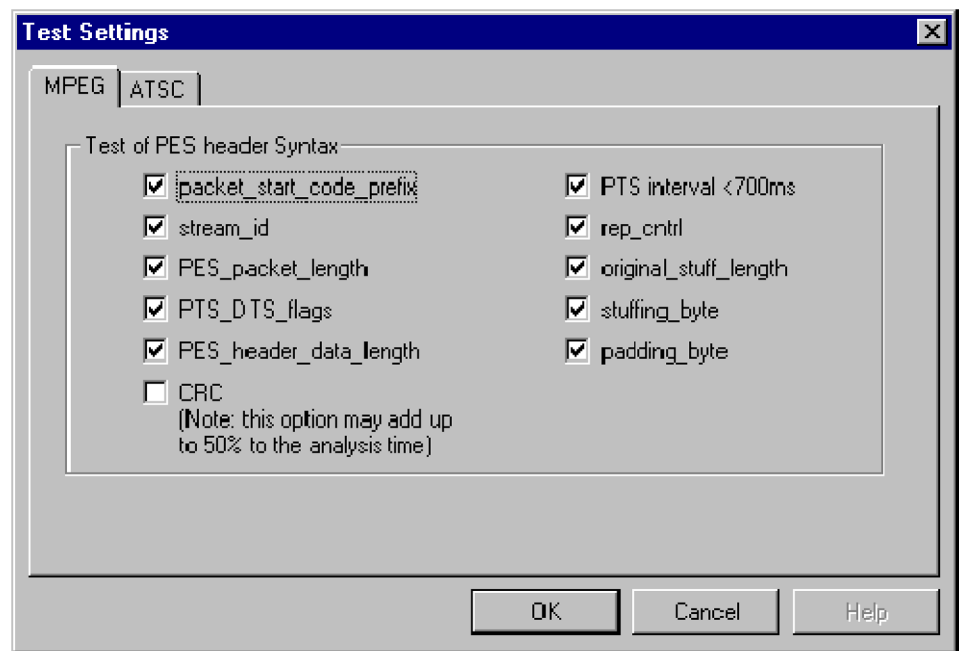 Test Settings
MPEG
ATSC
Test of PES header Syntax
packet_start_code_prefix
stream_id
PES_packet_length
PTS_DTS_flags
PES_header_data_length
CRC
(Note: this option may add up
to 50% to the analysis time)
PTS interval <700ms
rep_cntrl
original_stuff_length
stuffing_byte
padding_byte
OK
Cancel
Help